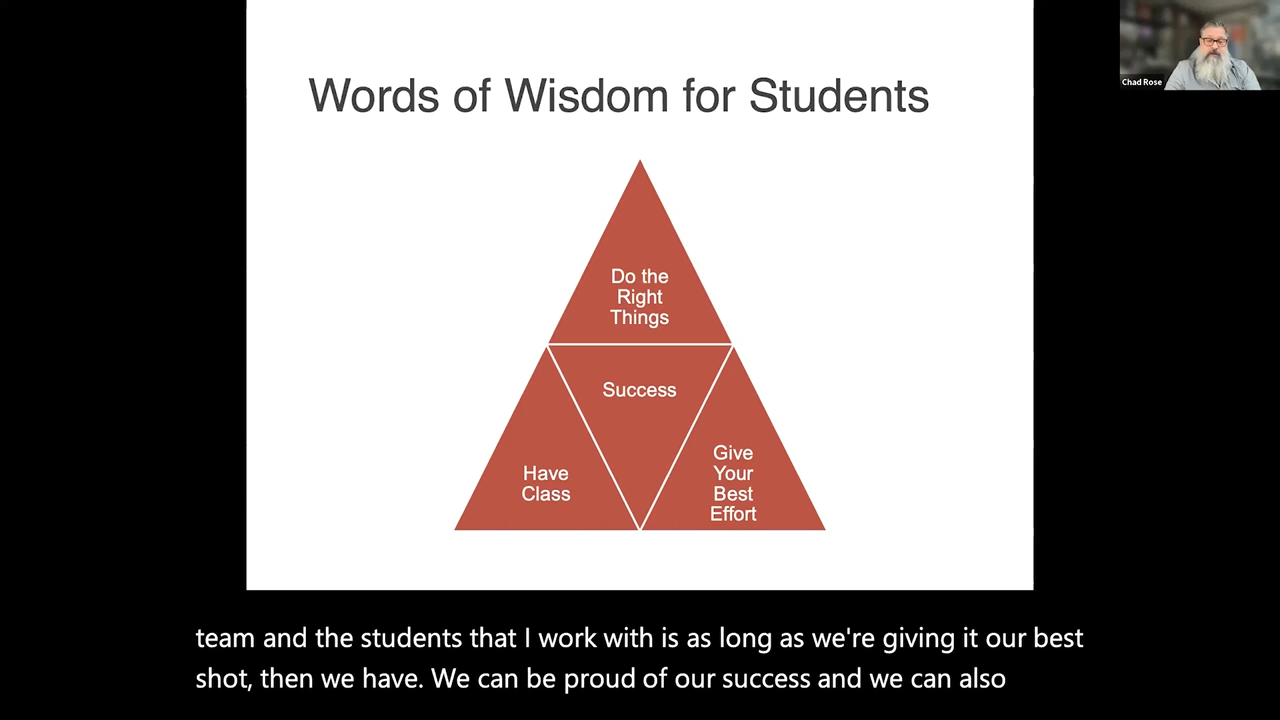 Words of Wisdom for Students
Chad Rose
Do the
Right
Things
Success
Have
Class
Give
Your
Best
Effort
team and the students that I work with is as long as we're giving it our best
shot, then we have. We can be proud of our success and we can also